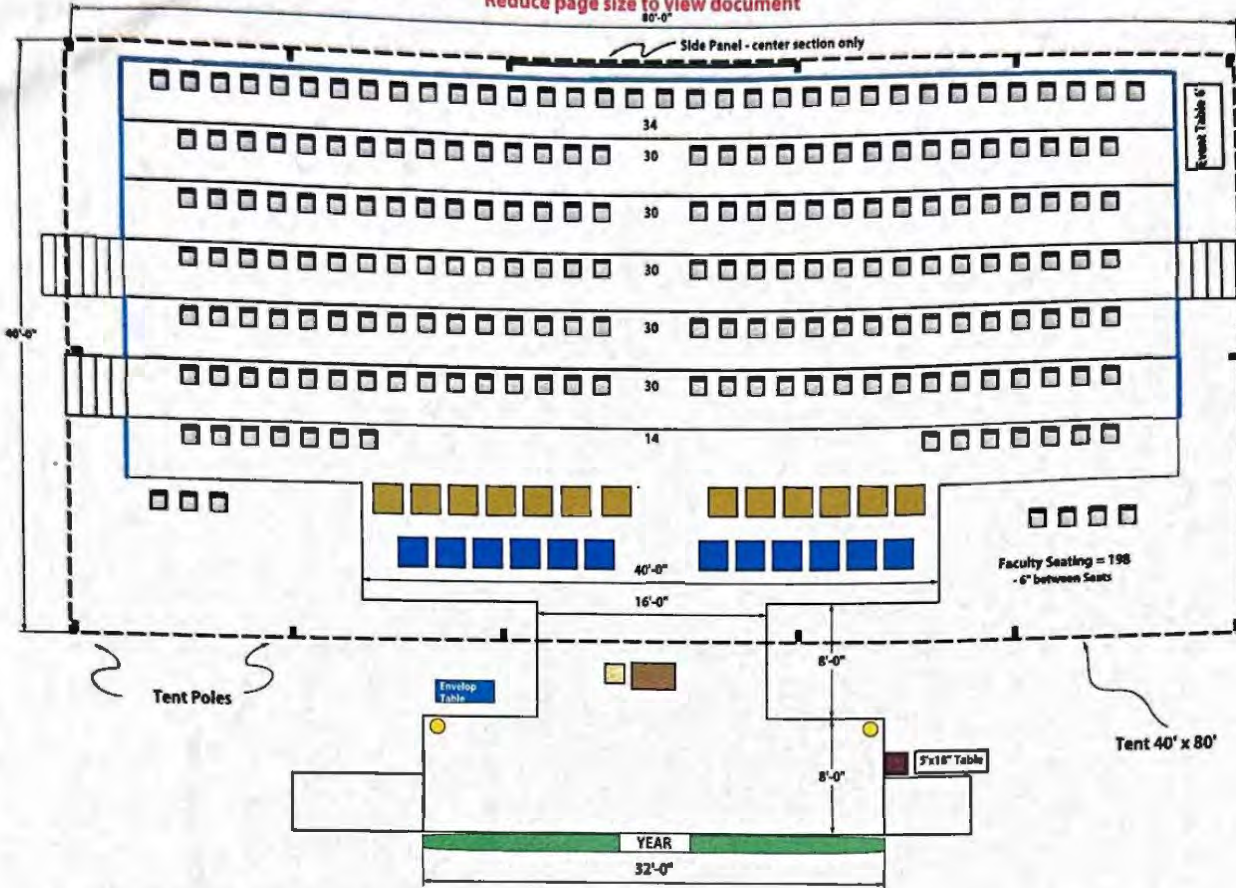 Reduce page size to view document
80'-0"
Side Panel - center section only
Event Table 6'
34
30
30
30
40'-0"
30
30
14
Faculty Seating = 198
- 6" between Seats
40'-0"
16'-0"
8'-0"
Envelop
Table
Tent Poles
Tent 40' x 80'
5'x18" Table
8'-0"
YEAR
32'-0"